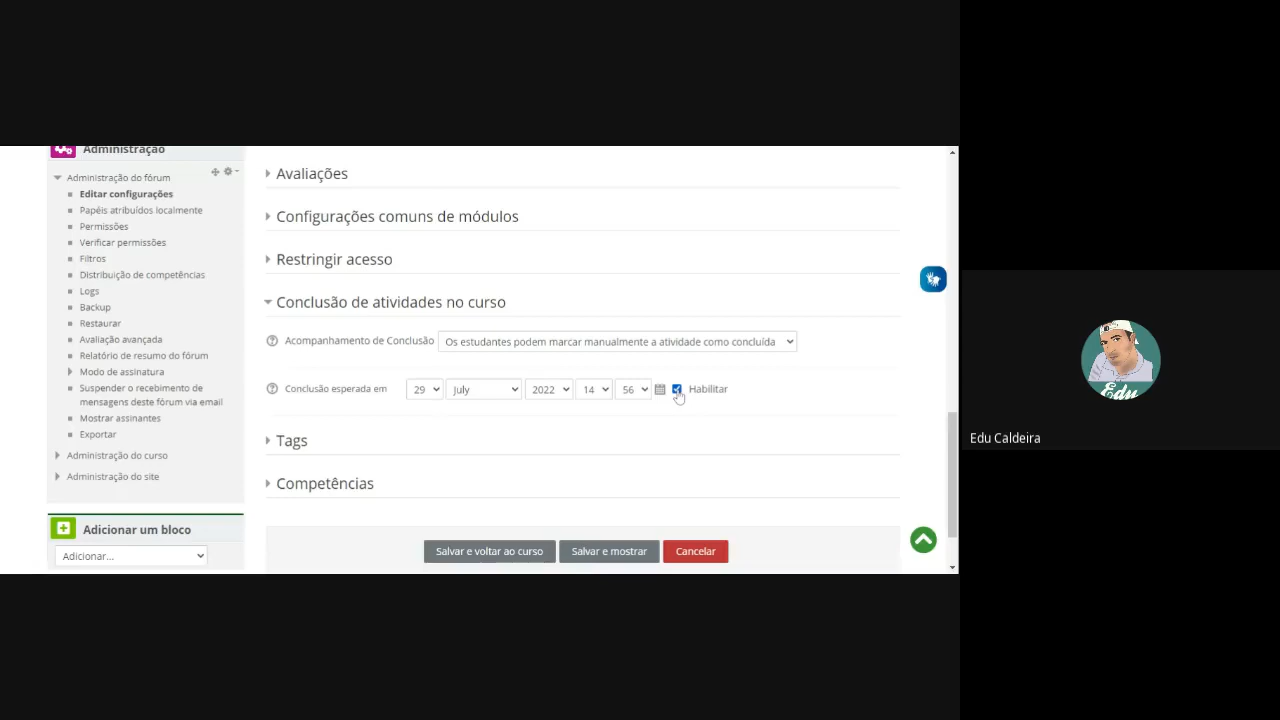 Administração
Administração do fórum
Editar configurações
Papéis atribuídos localmente
Permissões
Verificar permissões
Filtros
Distribuição de competências
Logs
Backup
Restaurar
Avaliação avançada
Relatório de resumo do fórum
Modo de assinatura
Suspender o recebimento de
mensagens deste fórum via email
Mostrar assinantes
Exportar
Administração do curso
Administração do site
Adicionar um bloco
Adicionar...
Avaliações
Configurações comuns de módulos
Restringir acesso
Conclusão de atividades no curso
Acompanhamento de Conclusão Os estudantes podem marcar manualmente a atividade como concluída
Conclusão esperada em 29 July 2022 14 56 Habilitar
Tags
Competências
Salvar e voltar ao curso Salvar e mostrar Cancelar
Edu
Edu Caldeira